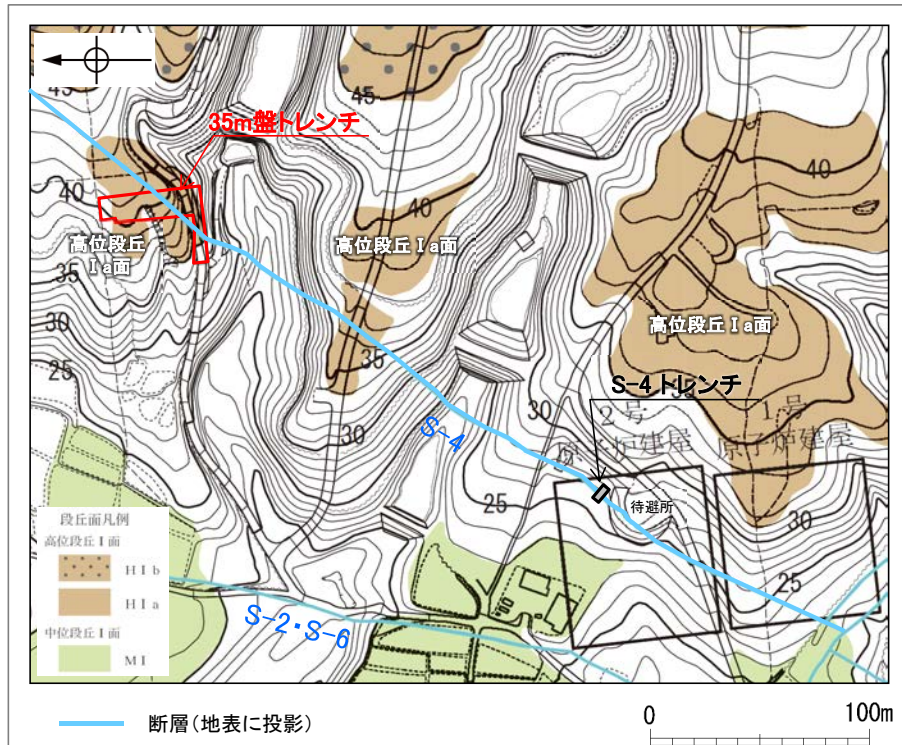 45
45
35m盤トレンチ
40
40
高位段丘
Ⅰa面
高位段丘Ⅰa面
35
高位段丘Ⅰa面
30
35
25
S-4トレンチ
S-4
30
30
２号
原子炉建屋
１号
原子炉建屋
25
待避所
30
25
S-2・S-6
段丘面凡例
高位段丘Ⅰ面
HⅠb
HⅠa
中位段丘Ⅰ面
MⅠ
断層(地表に投影)
0 100m